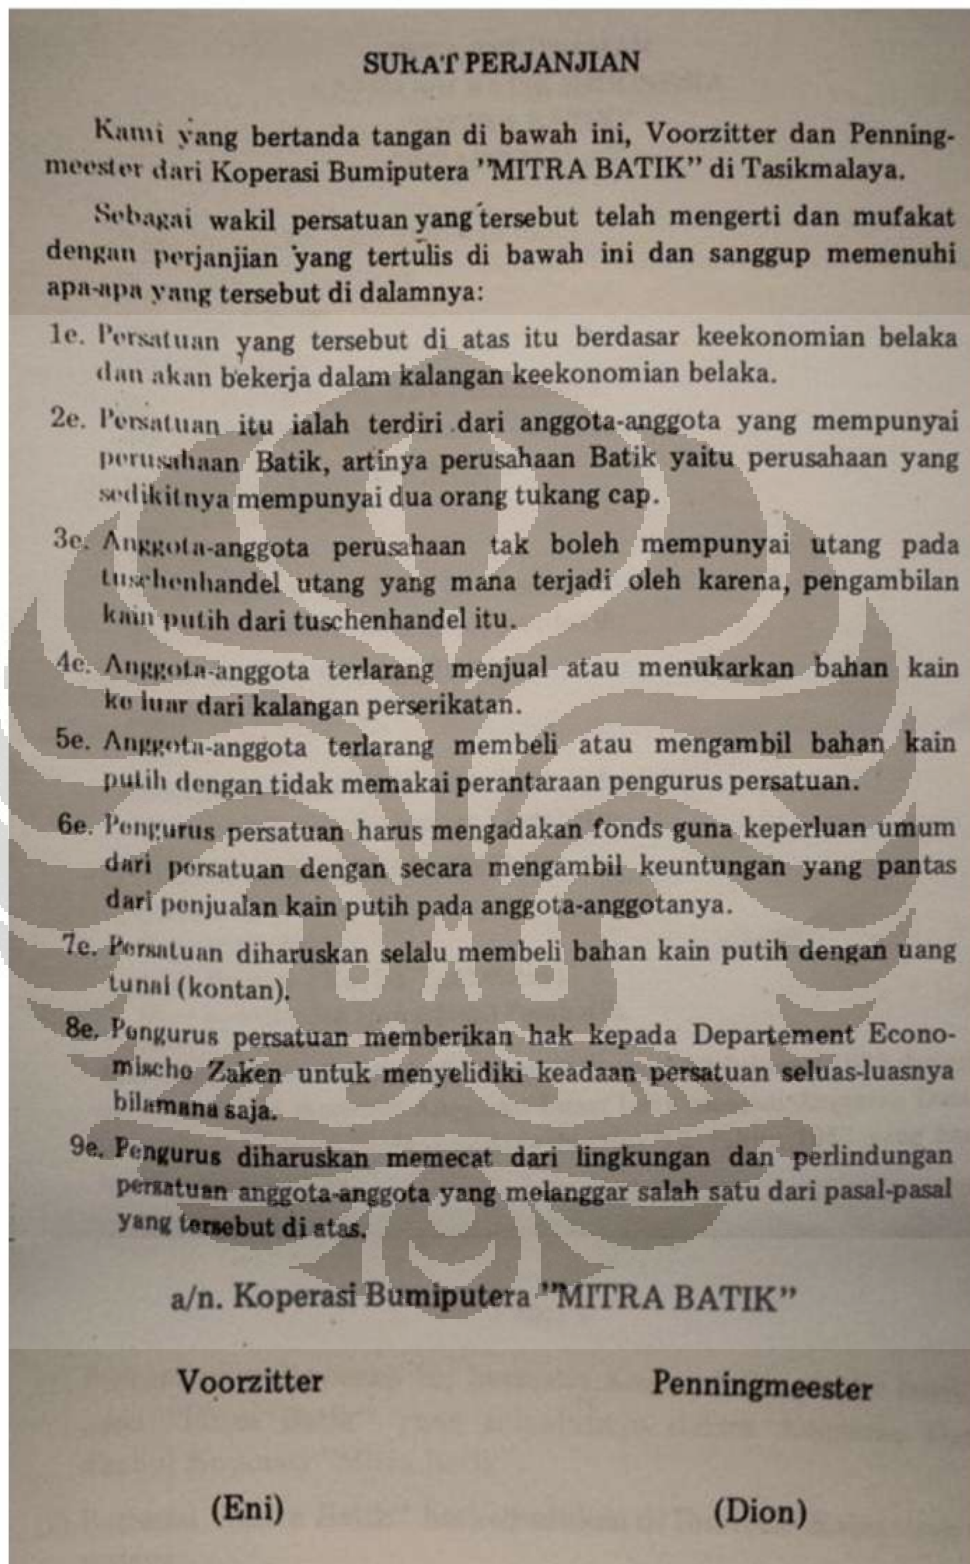 SURAT PERJANJIAN
Kami yang bertanda tangan di bawah ini, Voorzitter dan Penning-
meester dari Koperasi Bumiputera "MITRA BATIK" di Tasikmalaya.
Sebagai wakil persatuan yang tersebut telah mengerti dan mufakat
dengan perjanjian yang tertulis di bawah ini dan sanggup memenuhi
apa-apa yang tersebut di dalamnya:
1e. Persatuan yang tersebut di atas itu berdasar keekonomian belaka
dan akan bekerja dalam kalangan keekonomian belaka.
2e. Persatuan itu ialah terdiri dari anggota-anggota yang mempunyai
perusahaan Batik, artinya perusahaan Batik yaitu perusahaan yang
sedikitnya mempunyai dua orang tukang cap.
3e. Anggota-anggota perusahaan tak boleh mempunyai utang pada
tuschenhandel utang yang mana terjadi oleh karena, pengambilan
kain putih dari tuschenhandel itu.
4e. Anggota-anggota terlarang menjual atau menukarkan bahan kain
ke luar dari kalangan perserikatan.
5e. Anggota-anggota terlarang membeli atau mengambil bahan kain
putih dengan tidak memakai perantaraan pengurus persatuan.
6e. Pengurus persatuan harus mengadakan fonds guna keperluan umum
dari persatuan dengan secara mengambil keuntungan yang pantas
dari penjualan kain putih pada anggota-anggotanya.
7e. Persatuan diharuskan selalu membeli bahan kain putih dengan uang
tunai (kontan).
8e. Pengurus persatuan memberikan hak kepada Departement Econo-
mische Zaken untuk menyelidiki keadaan persatuan seluas-luasnya
bilamana saja.
9e. Pengurus diharuskan memecat dari lingkungan dan perlindungan
persatuan anggota-anggota yang melanggar salah satu dari pasal-pasal
yang tersebut di atas.
a/n. Koperasi Bumiputera "MITRA BATIK"
Voorzitter Penningmeester
(Eni) (Dion)